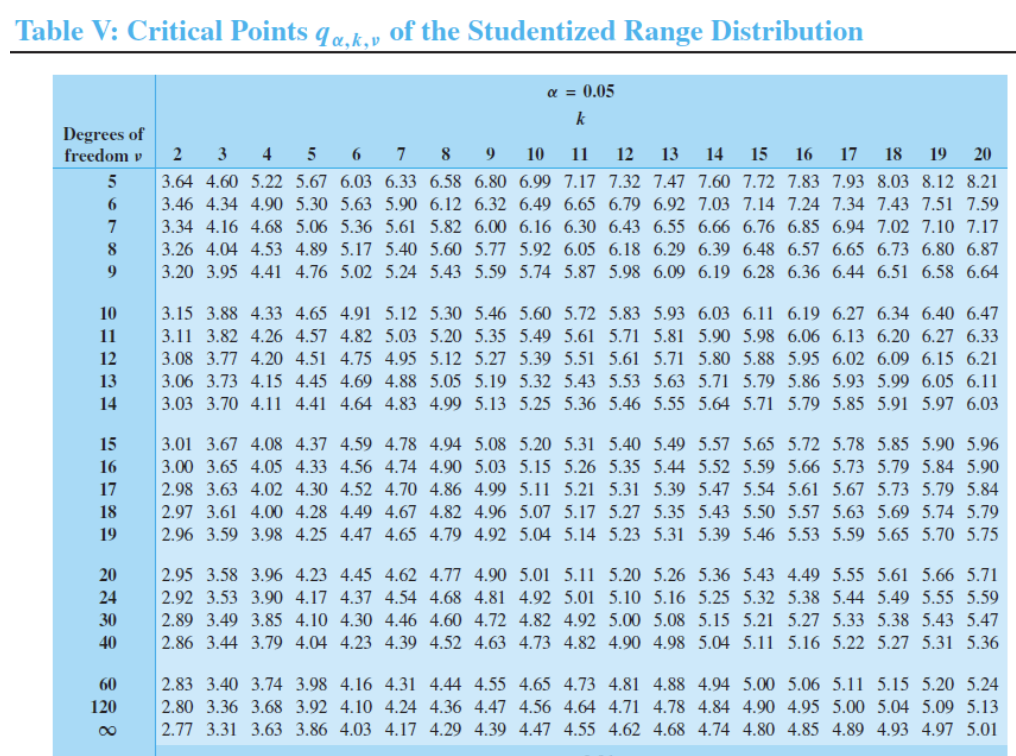 Table V: Critical Points qα,k,ν of the Studentized Range Distribution
α = 0.05
k
Degrees of
freedom ν 2 3 4 5 6 7 8 9 10 11 12 13 14 15 16 17 18 19 20
5 3.64 4.60 5.22 5.67 6.03 6.33 6.58 6.80 6.99 7.17 7.32 7.47 7.60 7.72 7.83 7.93 8.03 8.12 8.21
6 3.46 4.34 4.90 5.30 5.63 5.90 6.12 6.32 6.49 6.65 6.79 6.92 7.03 7.14 7.24 7.34 7.43 7.51 7.59
7 3.34 4.16 4.68 5.06 5.36 5.61 5.82 6.00 6.16 6.30 6.43 6.55 6.66 6.76 6.85 6.94 7.02 7.10 7.17
8 3.26 4.04 4.53 4.89 5.17 5.40 5.60 5.77 5.92 6.05 6.18 6.29 6.39 6.48 6.57 6.65 6.73 6.80 6.87
9 3.20 3.95 4.41 4.76 5.02 5.24 5.43 5.59 5.74 5.87 5.98 6.09 6.19 6.28 6.36 6.44 6.51 6.58 6.64
10 3.15 3.88 4.33 4.65 4.91 5.12 5.30 5.46 5.60 5.72 5.83 5.93 6.03 6.11 6.19 6.27 6.34 6.40 6.47
11 3.11 3.82 4.26 4.57 4.82 5.03 5.20 5.35 5.49 5.61 5.71 5.81 5.90 5.98 6.06 6.13 6.20 6.27 6.33
12 3.08 3.77 4.20 4.51 4.75 4.95 5.12 5.27 5.39 5.51 5.61 5.71 5.80 5.88 5.95 6.02 6.09 6.15 6.21
13 3.06 3.73 4.15 4.45 4.69 4.88 5.05 5.19 5.32 5.43 5.53 5.63 5.71 5.79 5.86 5.93 5.99 6.05 6.11
14 3.03 3.70 4.11 4.41 4.64 4.83 4.99 5.13 5.25 5.36 5.46 5.55 5.64 5.71 5.79 5.85 5.91 5.97 6.03
15 3.01 3.67 4.08 4.37 4.59 4.78 4.94 5.08 5.20 5.31 5.40 5.49 5.57 5.65 5.72 5.78 5.85 5.90 5.96
16 3.00 3.65 4.05 4.33 4.56 4.74 4.90 5.03 5.15 5.26 5.35 5.44 5.52 5.59 5.66 5.73 5.79 5.84 5.90
17 2.98 3.63 4.02 4.30 4.52 4.70 4.86 4.99 5.11 5.21 5.31 5.39 5.47 5.54 5.61 5.67 5.73 5.79 5.84
18 2.97 3.61 4.00 4.28 4.49 4.67 4.82 4.96 5.07 5.17 5.27 5.35 5.43 5.50 5.57 5.63 5.69 5.74 5.79
19 2.96 3.59 3.98 4.25 4.47 4.65 4.79 4.92 5.04 5.14 5.23 5.31 5.39 5.46 5.53 5.59 5.65 5.70 5.75
20 2.95 3.58 3.96 4.23 4.45 4.62 4.77 4.90 5.01 5.11 5.20 5.26 5.36 5.43 4.49 5.55 5.61 5.66 5.71
24 2.92 3.53 3.90 4.17 4.37 4.54 4.68 4.81 4.92 5.01 5.10 5.16 5.25 5.32 5.38 5.44 5.49 5.55 5.59
30 2.89 3.49 3.85 4.10 4.30 4.46 4.60 4.72 4.82 4.92 5.00 5.08 5.15 5.21 5.27 5.33 5.38 5.43 5.47
40 2.86 3.44 3.79 4.04 4.23 4.39 4.52 4.63 4.73 4.82 4.90 4.98 5.04 5.11 5.16 5.22 5.27 5.31 5.36
60 2.83 3.40 3.74 3.98 4.16 4.31 4.44 4.55 4.65 4.73 4.81 4.88 4.94 5.00 5.06 5.11 5.15 5.20 5.24
120 2.80 3.36 3.68 3.92 4.10 4.24 4.36 4.47 4.56 4.64 4.71 4.78 4.84 4.90 4.95 5.00 5.04 5.09 5.13
∞ 2.77 3.31 3.63 3.86 4.03 4.17 4.29 4.39 4.47 4.55 4.62 4.68 4.74 4.80 4.85 4.89 4.93 4.97 5.01